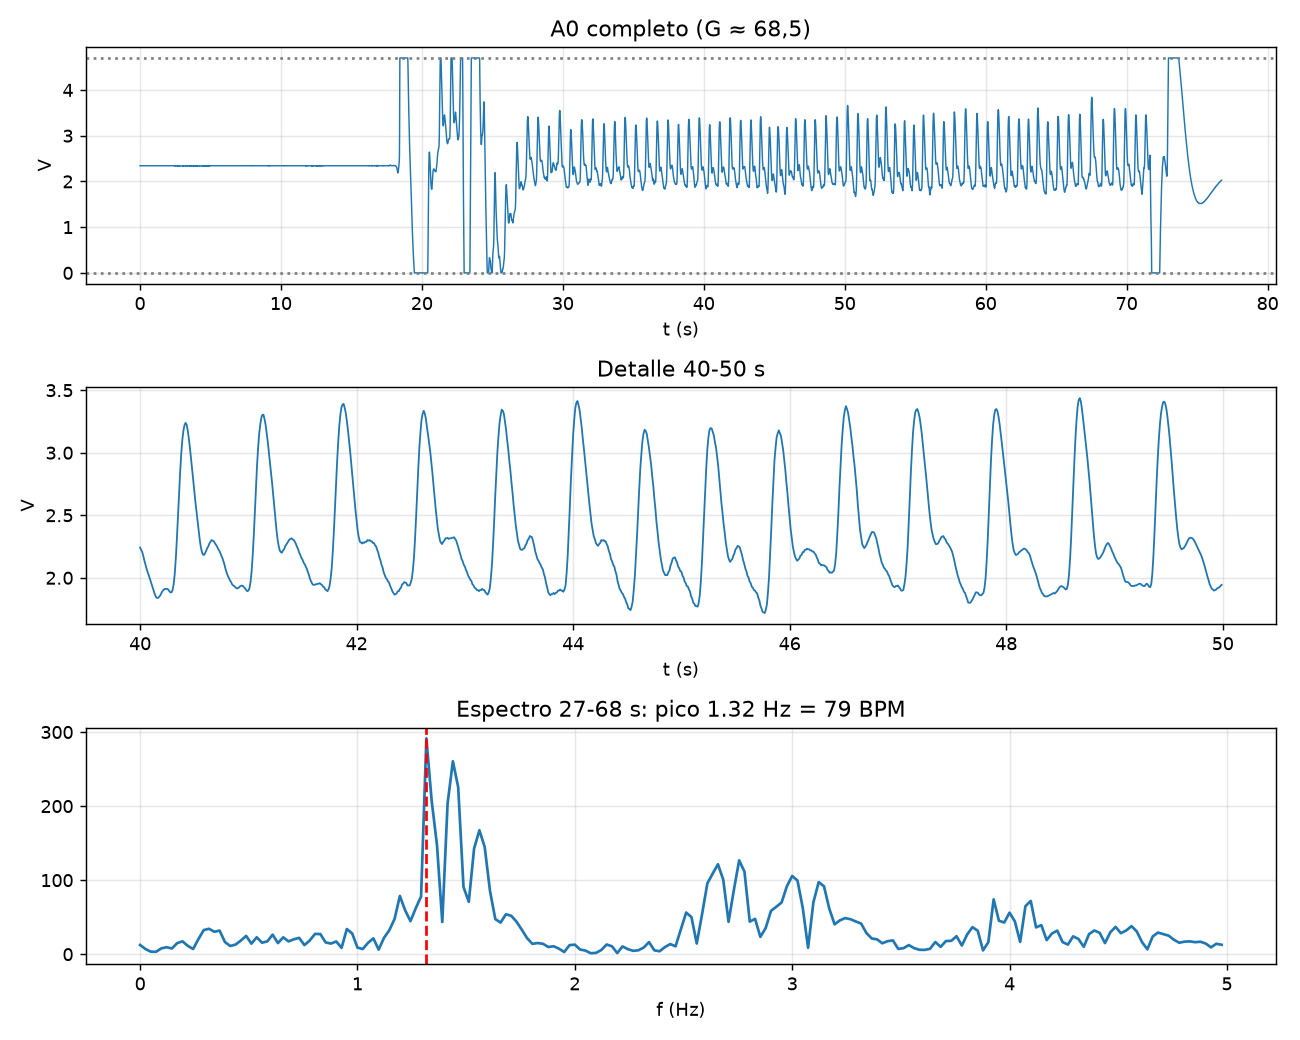 A0 completo (G ≈ 68,5)
V
4
3
2
1
0
0 10 20 30 40 50 60 70 80
t (s)
Detalle 40-50 s
V
3.5
3.0
2.5
2.0
40 42 44 46 48 50
t (s)
Espectro 27-68 s: pico 1.32 Hz = 79 BPM
300
200
100
0
0 1 2 3 4 5
f (Hz)